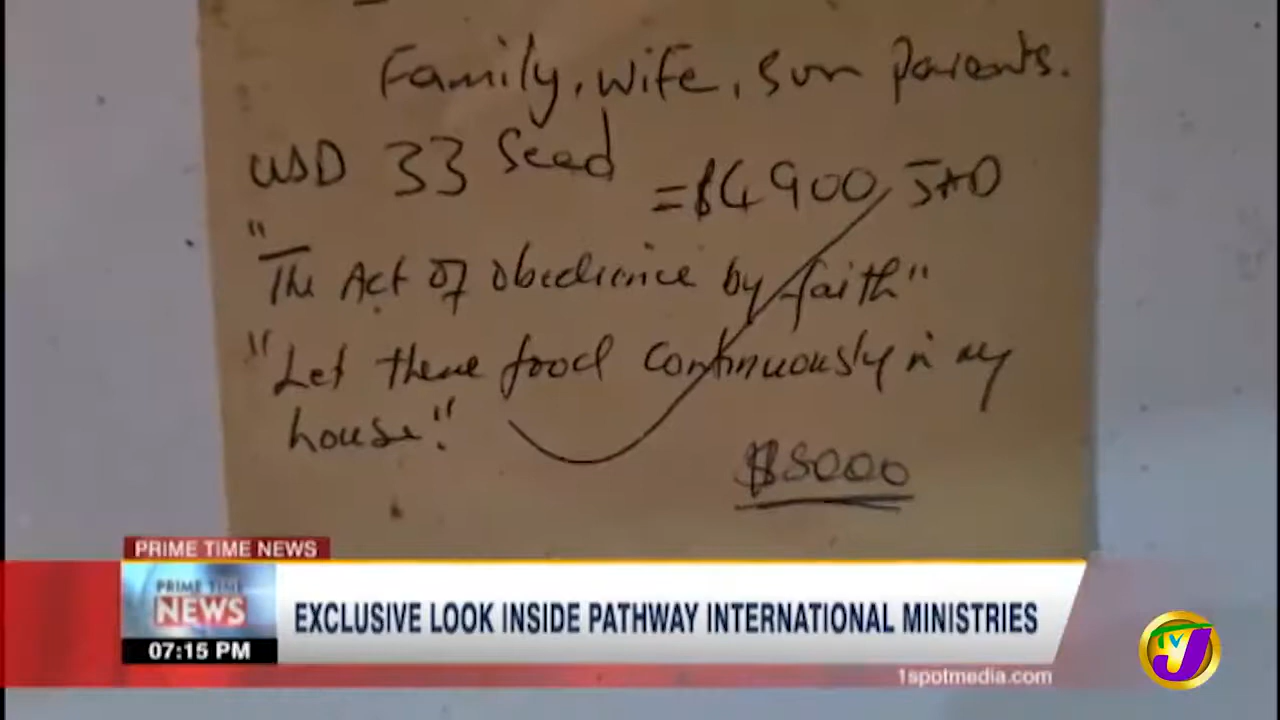 Family, wife, son parents.
USD 33 Seed
= $4900 JAD
"The Act of obedience by faith"
"Let there food continuously in my
house."
$5000
PRIME TIME NEWS
PRIME TIME
NEWS
EXCLUSIVE LOOK INSIDE PATHWAY INTERNATIONAL MINISTRIES
07:15 PM
1spotmedia.com
TVJ